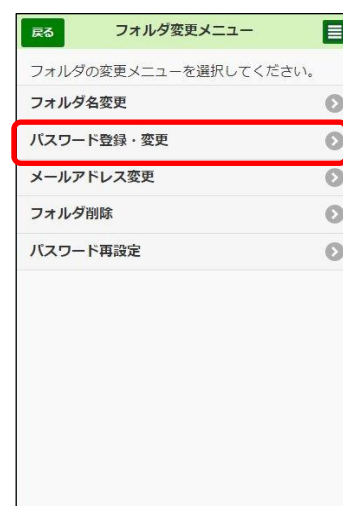 戻る フォルダ変更メニュー
フォルダの変更メニューを選択してください。
フォルダ名変更
パスワード登録・変更
メールアドレス変更
フォルダ削除
パスワード再設定